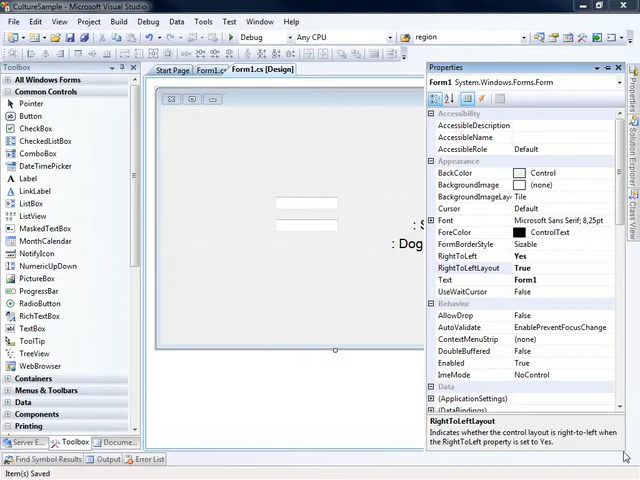 CultureSample - Microsoft Visual Studio
File Edit View Project Build Debug Data Tools Test Window Help
Debug Any CPU region
Toolbox
All Windows Forms
Common Controls
Pointer
Button
CheckBox
CheckedListBox
ComboBox
DateTimePicker
Label
LinkLabel
ListBox
ListView
MaskedTextBox
MonthCalendar
NotifyIcon
NumericUpDown
PictureBox
ProgressBar
RadioButton
RichTextBox
TextBox
ToolTip
TreeView
WebBrowser
Containers
Menus & Toolbars
Data
Components
Printing
Server E... Toolbox Docume...
Start Page Form1.c Form1.cs [Design]
: S
: Dog
Properties
Form1 System.Windows.Forms.Form
Accessibility
AccessibleDescription
AccessibleName
AccessibleRole Default
Appearance
BackColor Control
BackgroundImage (none)
BackgroundImageLay Tile
Cursor Default
Font Microsoft Sans Serif; 8,25pt
ForeColor ControlText
FormBorderStyle Sizable
RightToLeft Yes
RightToLeftLayout True
Text Form1
UseWaitCursor False
Behavior
AllowDrop False
AutoValidate EnablePreventFocusChange
ContextMenuStrip (none)
DoubleBuffered False
Enabled True
ImeMode NoControl
Data
(ApplicationSettings)
(DataBindings)
RightToLeftLayout
Indicates whether the control layout is right-to-left when
the RightToLeft property is set to Yes.
Properties
Solution Explorer
Class View
Find Symbol Results Output Error List
Item(s) Saved